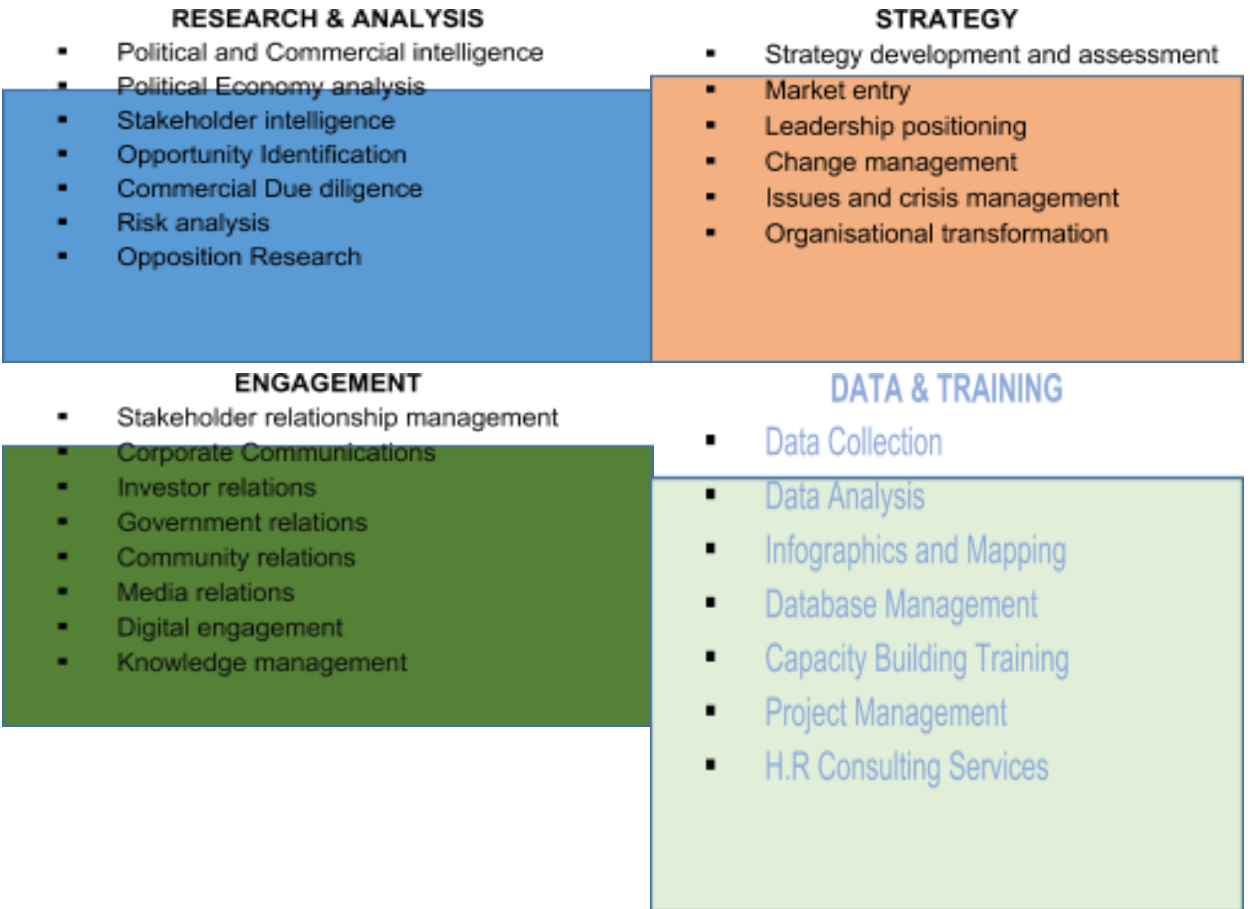 RESEARCH & ANALYSIS
▪ Political and Commercial intelligence
▪ Political Economy analysis
▪ Stakeholder intelligence
▪ Opportunity Identification
▪ Commercial Due diligence
▪ Risk analysis
▪ Opposition Research
STRATEGY
▪ Strategy development and assessment
▪ Market entry
▪ Leadership positioning
▪ Change management
▪ Issues and crisis management
▪ Organisational transformation
ENGAGEMENT
▪ Stakeholder relationship management
▪ Corporate Communications
▪ Investor relations
▪ Government relations
▪ Community relations
▪ Media relations
▪ Digital engagement
▪ Knowledge management
DATA & TRAINING
▪ Data Collection
▪ Data Analysis
▪ Infographics and Mapping
▪ Database Management
▪ Capacity Building Training
▪ Project Management
▪ H.R Consulting Services